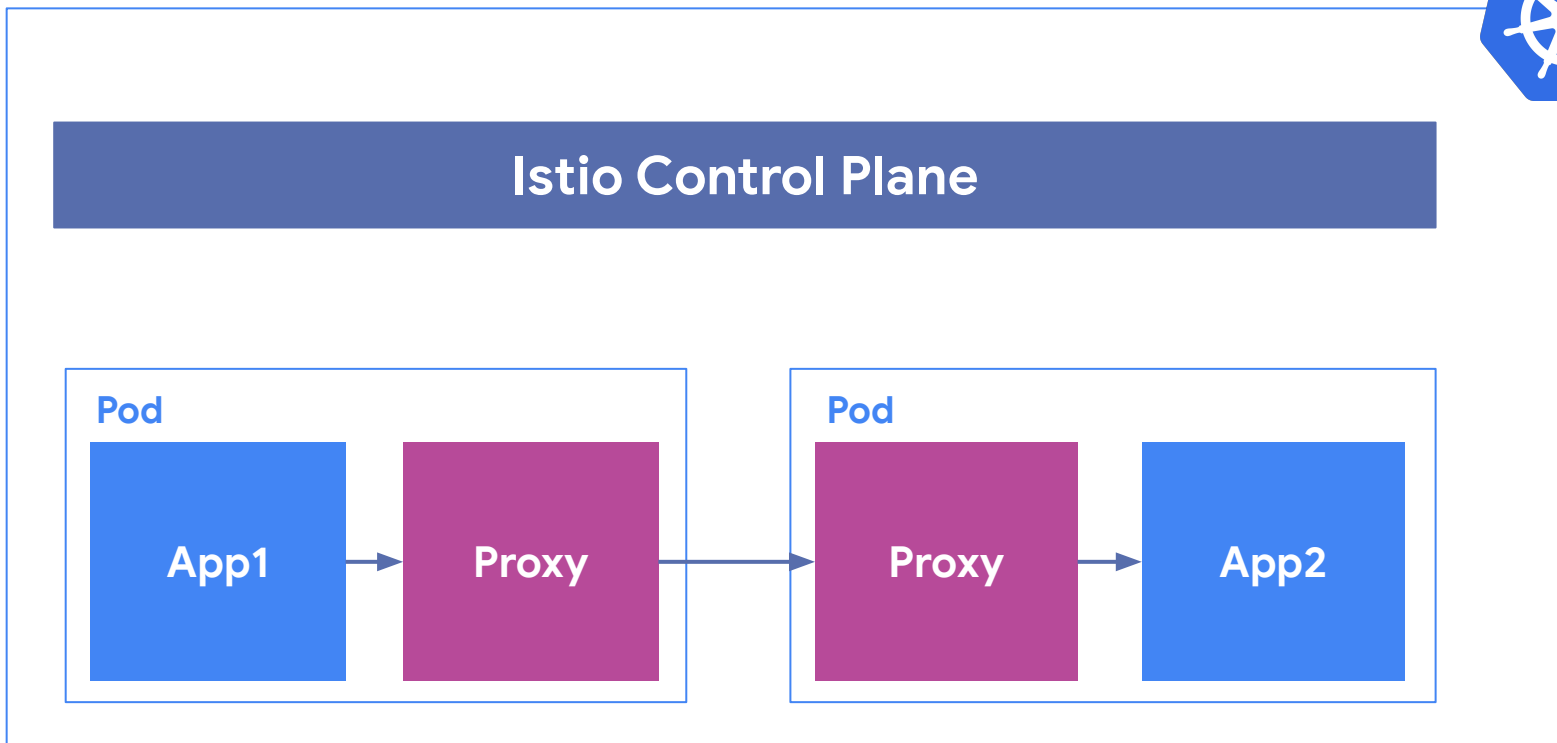 Istio Control Plane
Pod
Pod
App1
Proxy
Proxy
App2